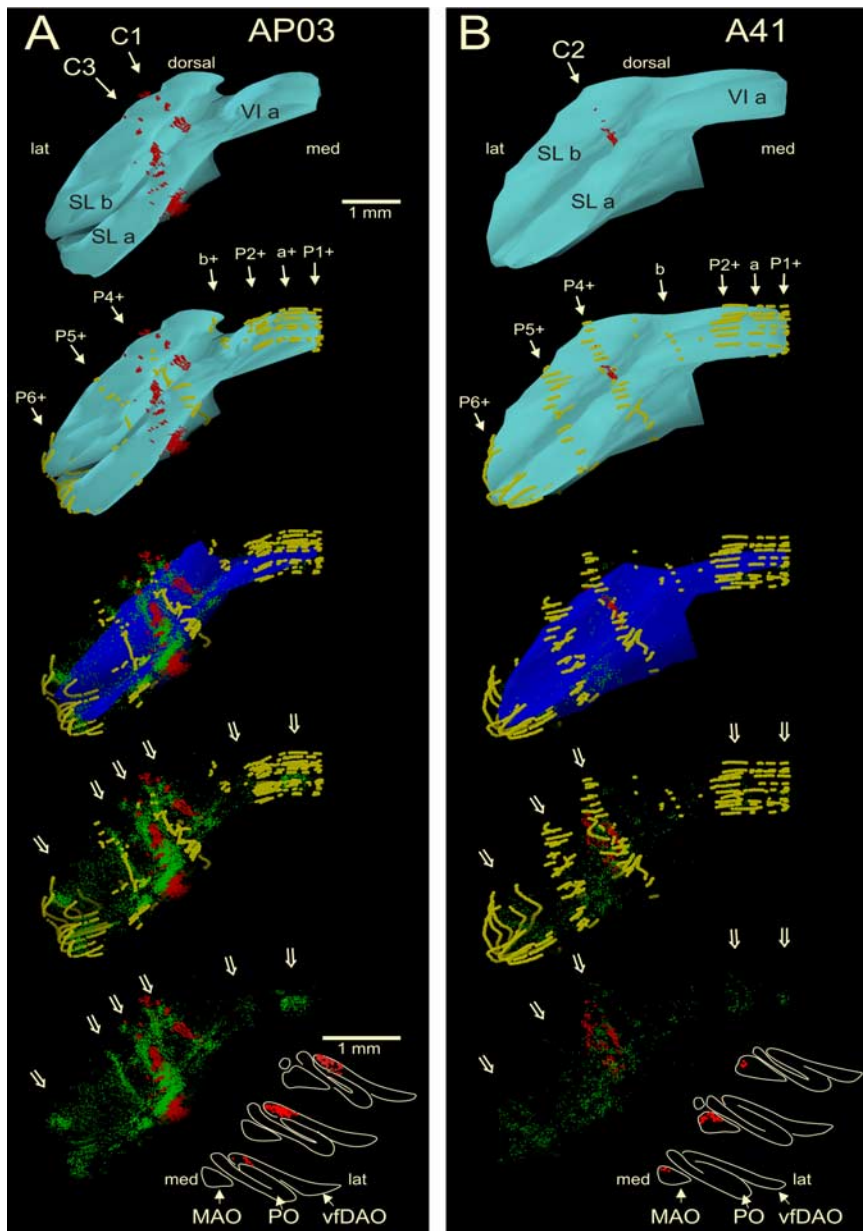 A AP03
C1
dorsal
C3
VI a
lat
med
SL b
SL a
1 mm
b+ P2+ a+ P1+
P4+
P5+
P6+
1 mm
med
lat
MAO PO vfDAO
B A41
C2
dorsal
VI a
lat
SL b
med
SL a
P4+ b P2+ a P1+
P5+
P6+
med
lat
MAO PO vfDAO